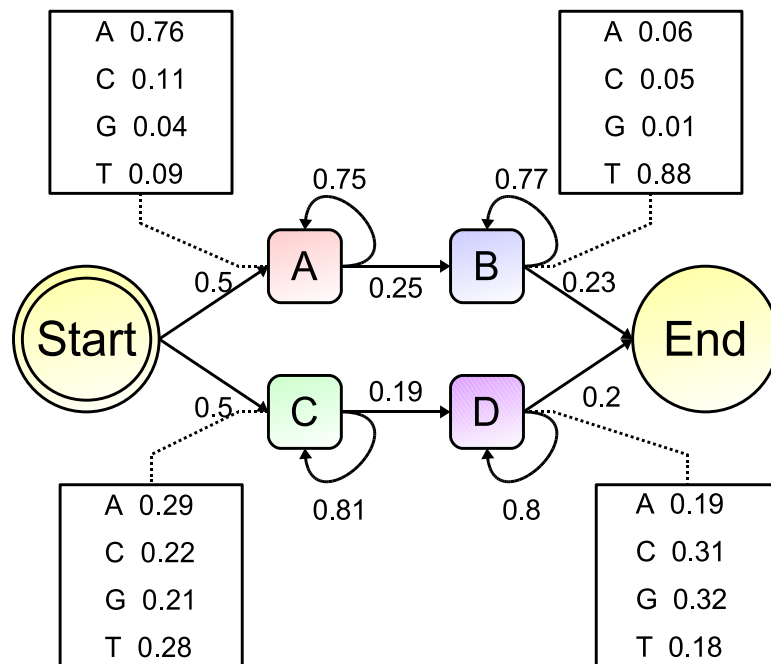 A 0.76
C 0.11
G 0.04
T 0.09
A 0.06
C 0.05
G 0.01
T 0.88
0.75
0.77
A
B
0.5
0.25
0.23
Start
End
0.5
C
0.19
D
0.2
0.81
0.8
A 0.29
C 0.22
G 0.21
T 0.28
A 0.19
C 0.31
G 0.32
T 0.18